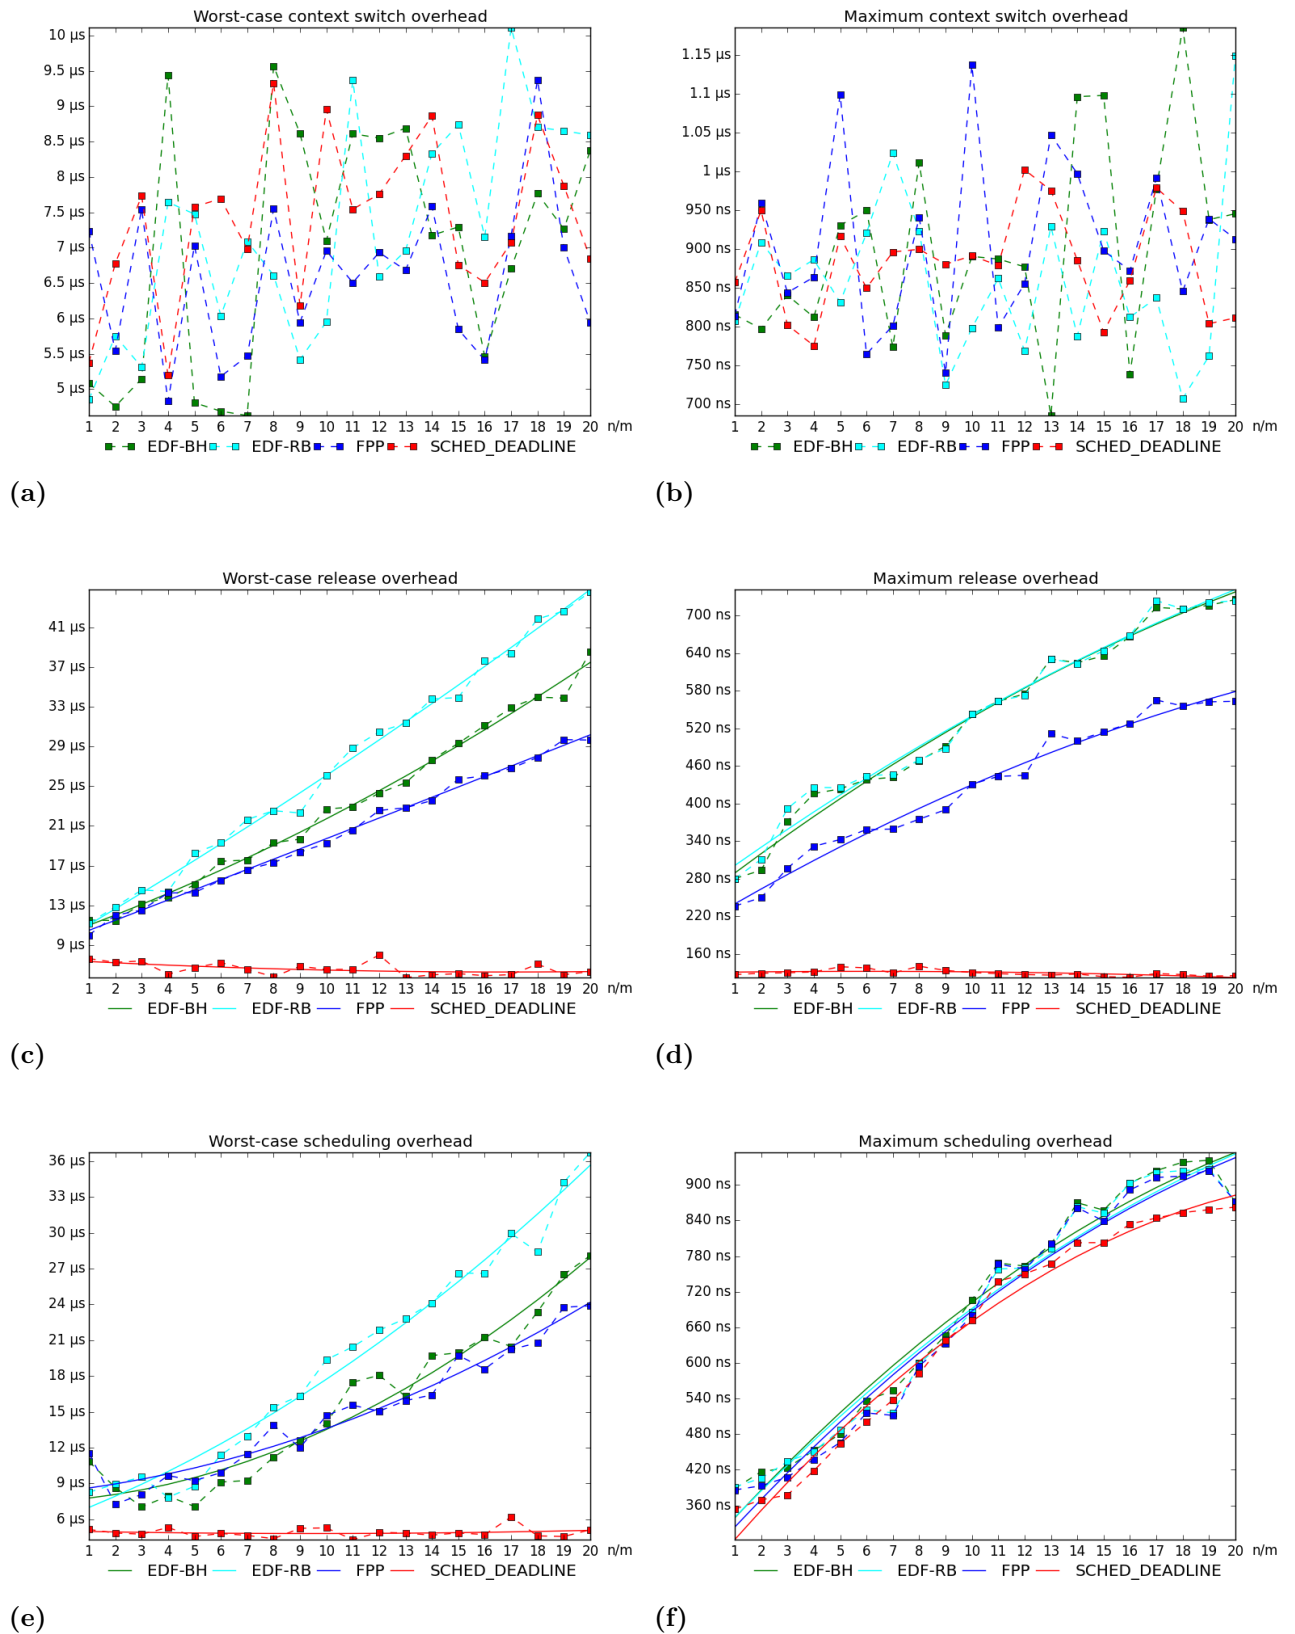 Worst-case context switch overhead
10 µs
9.5 µs
9 µs
8.5 µs
8 µs
7.5 µs
7 µs
6.5 µs
6 µs
5.5 µs
5 µs
1 2 3 4 5 6 7 8 9 10 11 12 13 14 15 16 17 18 19 20 n/m
EDF-BH EDF-RB FPP SCHED_DEADLINE
(a)
Maximum context switch overhead
1.15 µs
1.1 µs
1.05 µs
1 µs
950 ns
900 ns
850 ns
800 ns
750 ns
700 ns
1 2 3 4 5 6 7 8 9 10 11 12 13 14 15 16 17 18 19 20 n/m
EDF-BH EDF-RB FPP SCHED_DEADLINE
(b)
Worst-case release overhead
41 µs
37 µs
33 µs
29 µs
25 µs
21 µs
17 µs
13 µs
9 µs
1 2 3 4 5 6 7 8 9 10 11 12 13 14 15 16 17 18 19 20 n/m
EDF-BH EDF-RB FPP SCHED_DEADLINE
(c)
Maximum release overhead
700 ns
640 ns
580 ns
520 ns
460 ns
400 ns
340 ns
280 ns
220 ns
160 ns
1 2 3 4 5 6 7 8 9 10 11 12 13 14 15 16 17 18 19 20 n/m
EDF-BH EDF-RB FPP SCHED_DEADLINE
(d)
Worst-case scheduling overhead
36 µs
33 µs
30 µs
27 µs
24 µs
21 µs
18 µs
15 µs
12 µs
9 µs
6 µs
1 2 3 4 5 6 7 8 9 10 11 12 13 14 15 16 17 18 19 20 n/m
EDF-BH EDF-RB FPP SCHED_DEADLINE
(e)
Maximum scheduling overhead
900 ns
840 ns
780 ns
720 ns
660 ns
600 ns
540 ns
480 ns
420 ns
360 ns
1 2 3 4 5 6 7 8 9 10 11 12 13 14 15 16 17 18 19 20 n/m
EDF-BH EDF-RB FPP SCHED_DEADLINE
(f)